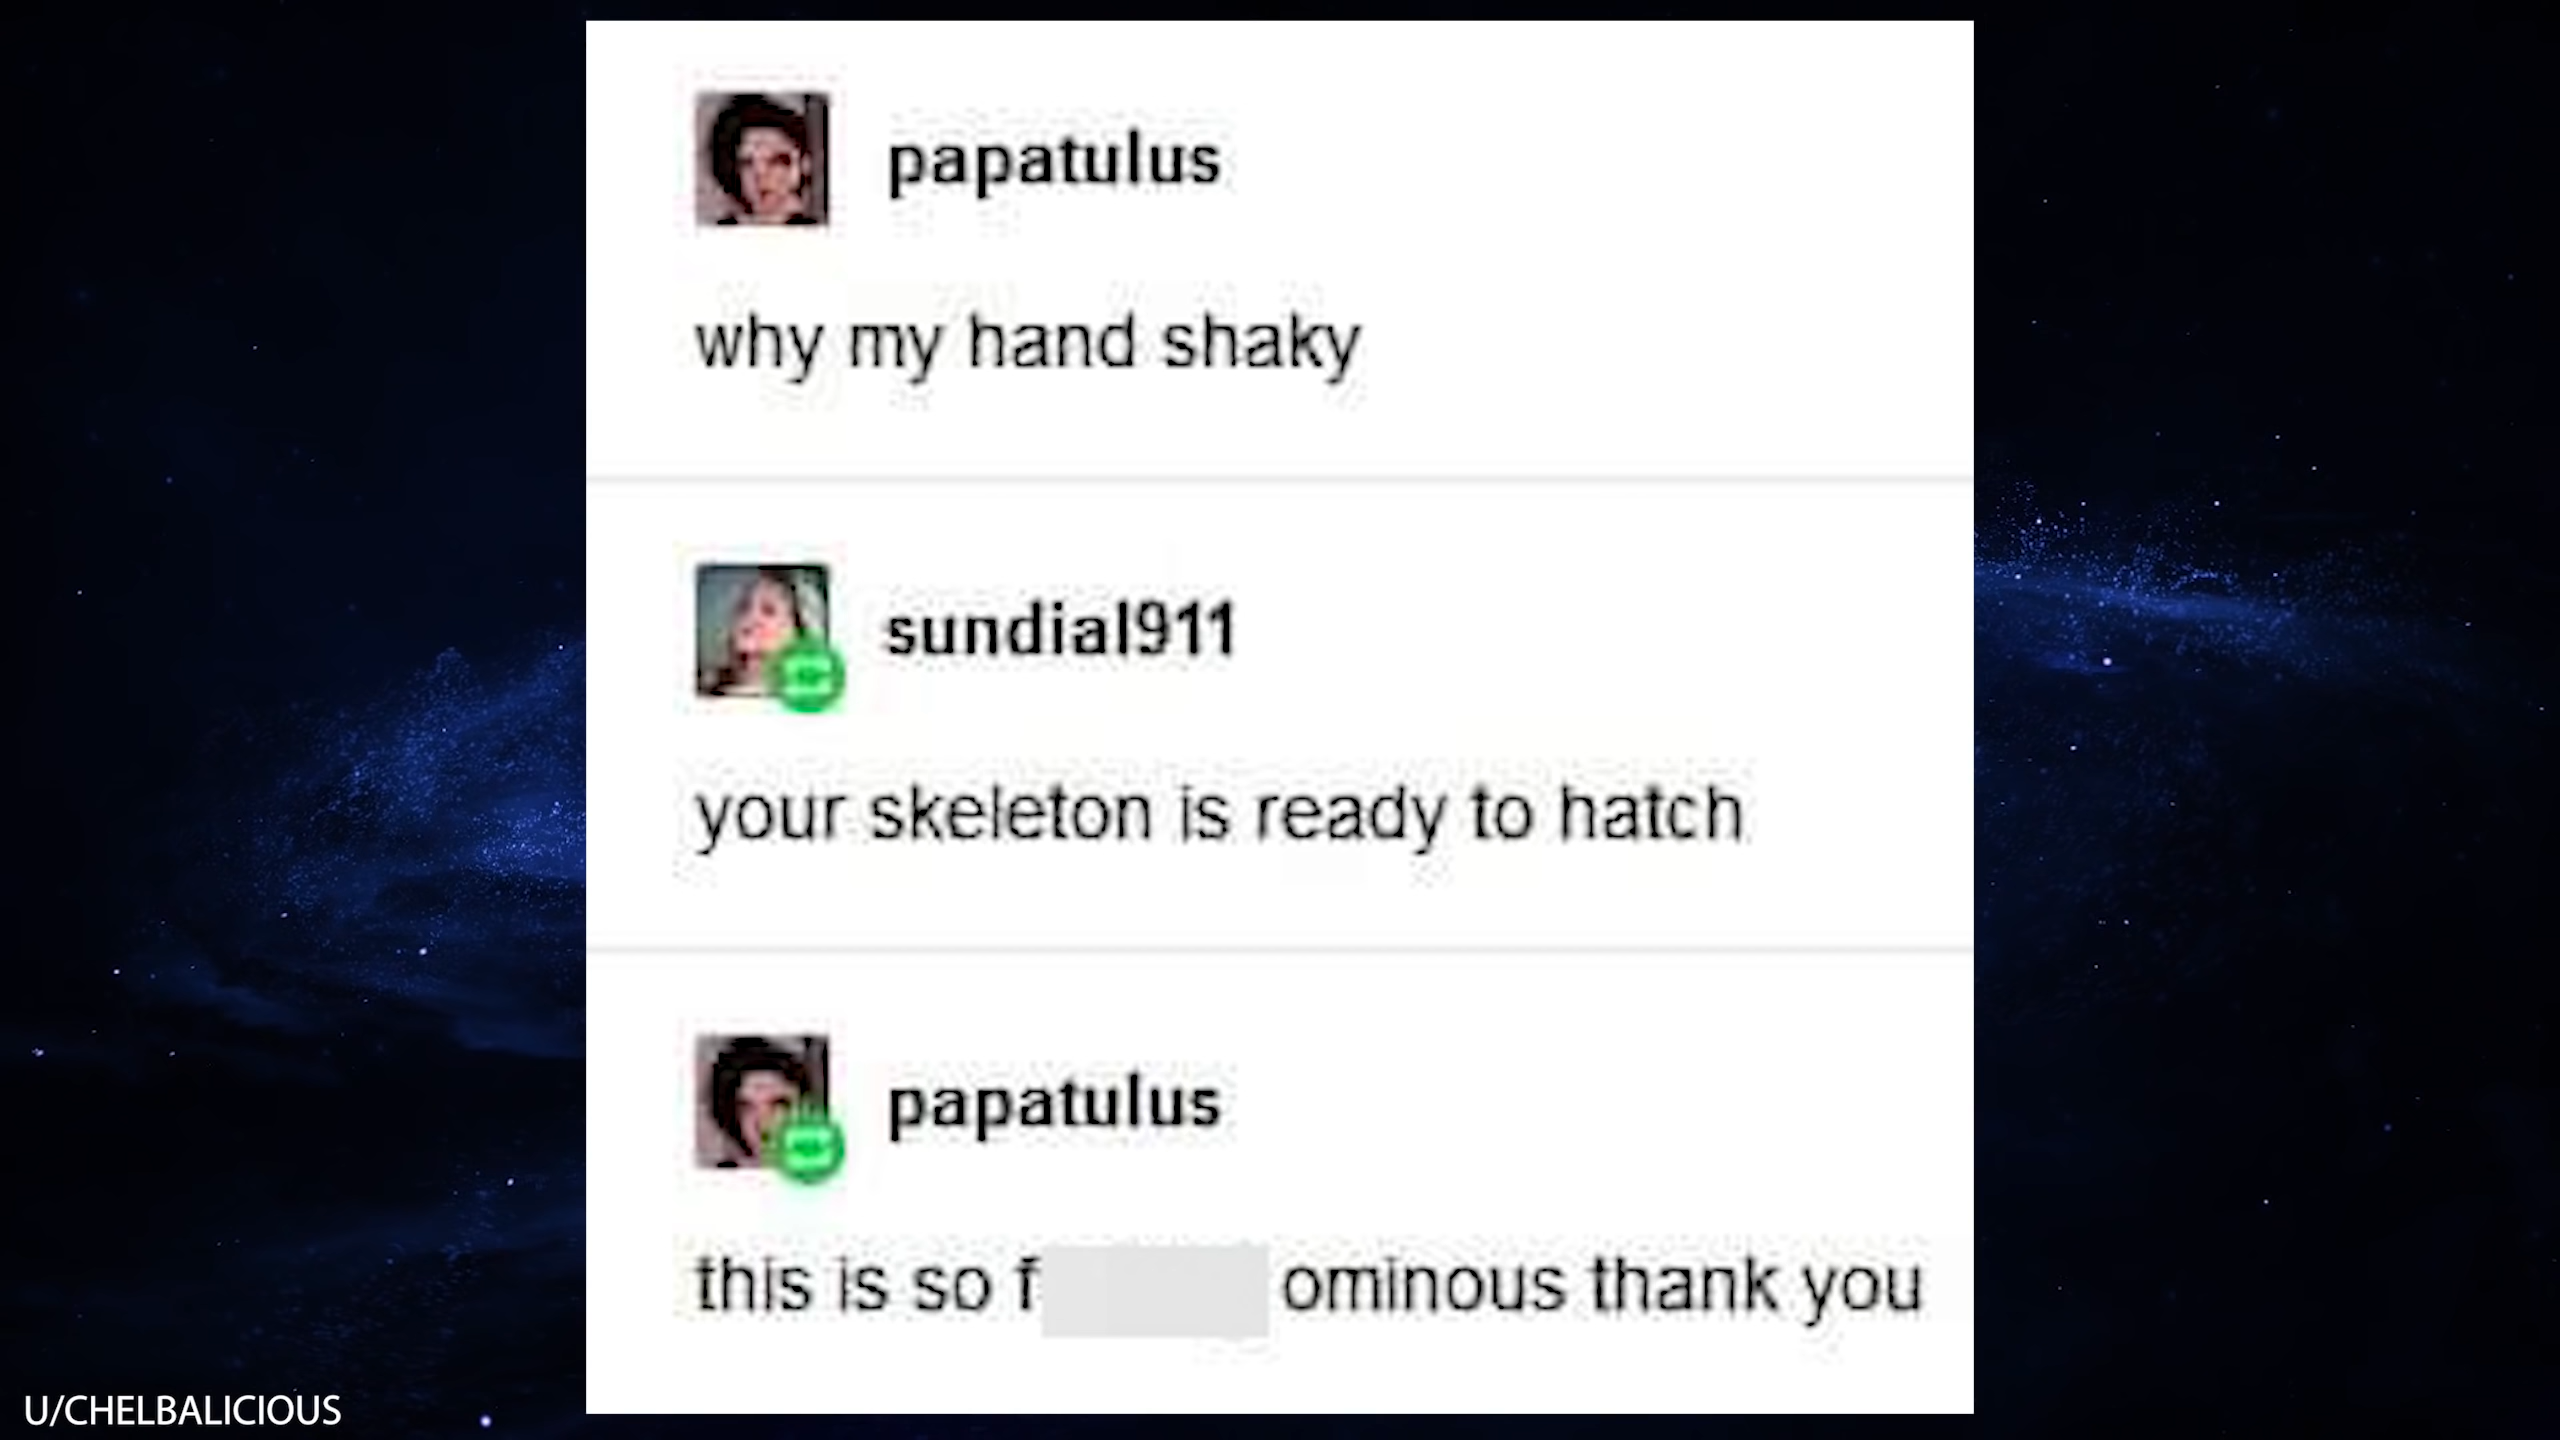 papatulus
why my hand shaky
sundial911
your skeleton is ready to hatch
papatulus
this is so f ominous thank you
U/CHELBALICIOUS